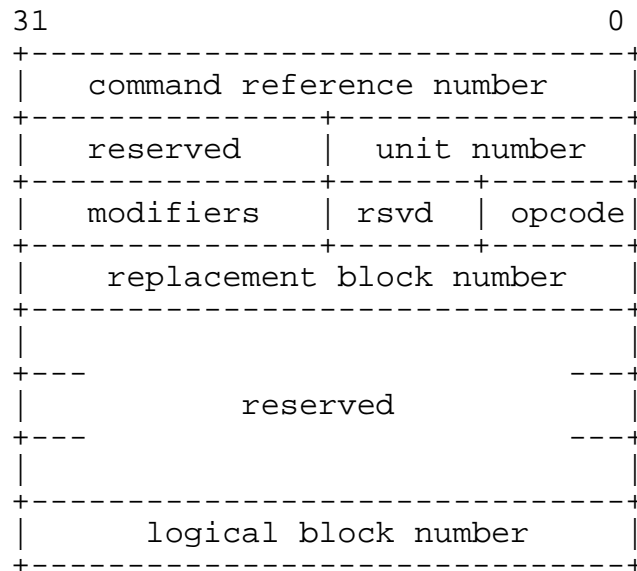 31 0
command reference number
reserved unit number
modifiers rsvd opcode
replacement block number
reserved
logical block number